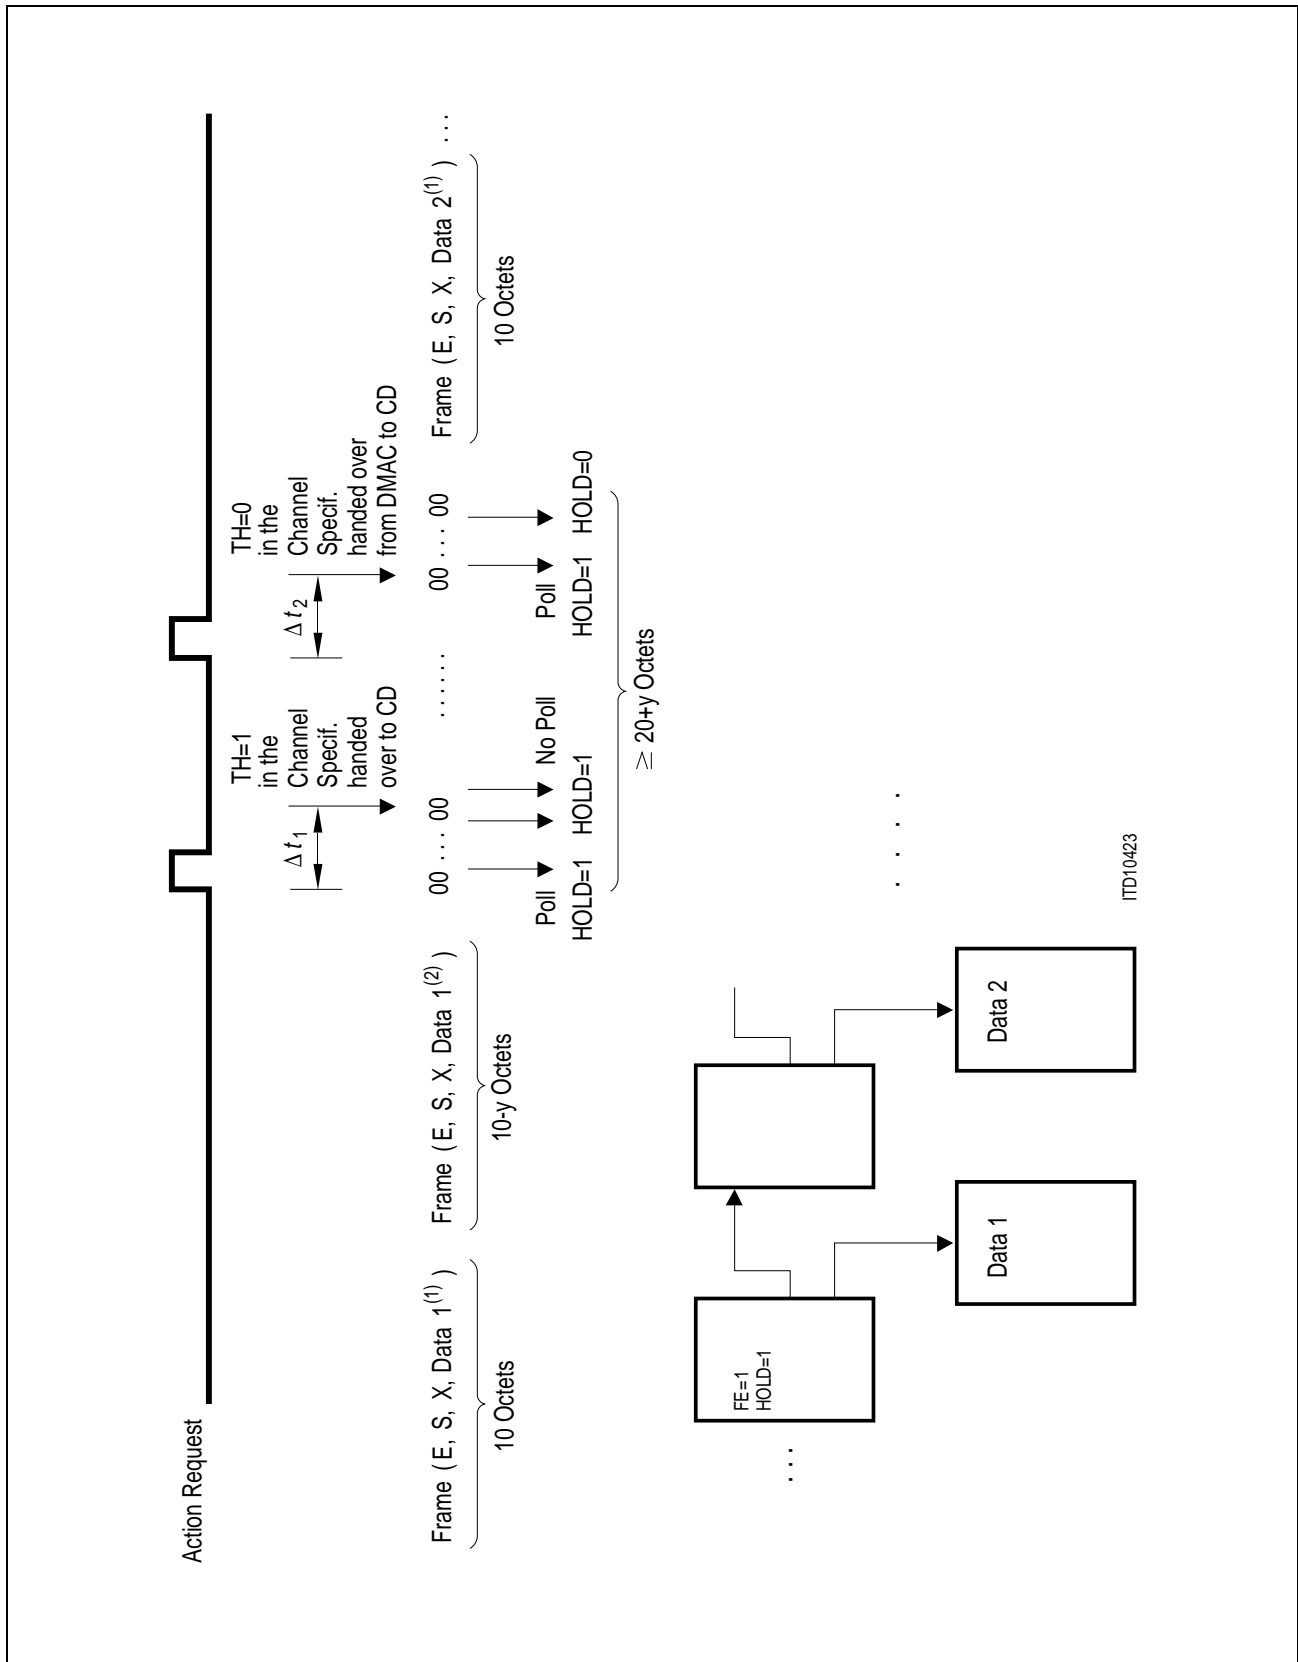 Action Request
TH=1
in the
Channel
Specif.
handed
over to CD
TH=0
in the
Channel
Specif.
handed over
from DMAC to CD
Δt₁
Δt₂
Frame (E, S, X, Data 1⁽¹⁾)
Frame (E, S, X, Data 1⁽²⁾)
00 .... 00
......
00 .... 00
Frame (E, S, X, Data 2⁽¹⁾) ....
10 Octets
10-y Octets
10 Octets
Poll
HOLD=1
HOLD=1
No Poll
Poll
HOLD=1
HOLD=0
≥ 20+y Octets
FE=1
HOLD=1
...
Data 1
Data 2
. . . .
ITD10423